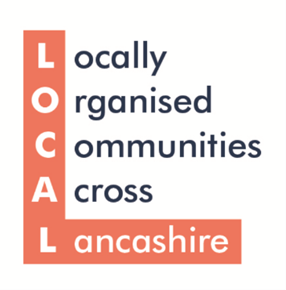 Locally
Organised
Communities
Across
Lancashire